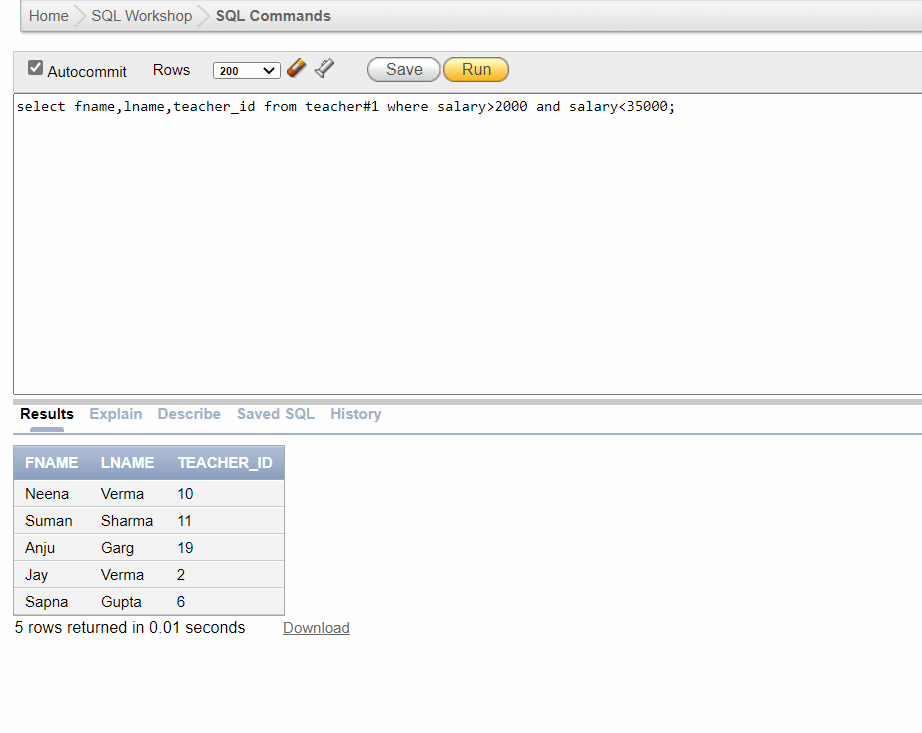 Home SQL Workshop SQL Commands
Autocommit Rows 200 Save Run
select fname,lname,teacher_id from teacher#1 where salary>2000 and salary<35000;
Results Explain Describe Saved SQL History
FNAME LNAME TEACHER_ID
Neena Verma 10
Suman Sharma 11
Anju Garg 19
Jay Verma 2
Sapna Gupta 6
5 rows returned in 0.01 seconds Download